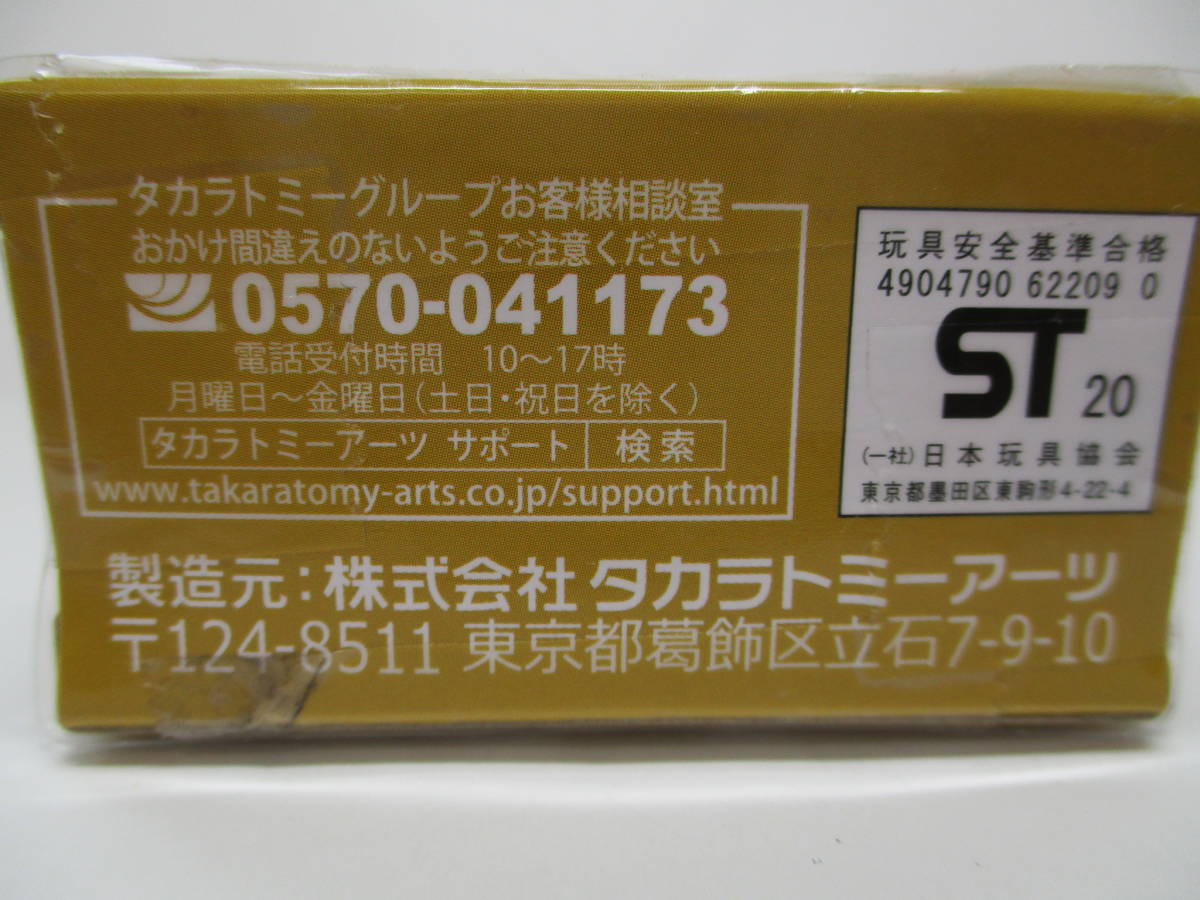 タカラトミーグループお客様相談室
おかけ間違えのないようご注意ください
0570-041173
電話受付時間 10～17時
月曜日～金曜日(土日・祝日を除く)
タカラトミーアーツ サポート 検索
www.takaratomy-arts.co.jp/support.html
玩具安全基準合格
4904790 62209 0
ST 20
(一社)日本玩具協会
東京都墨田区東駒形4-22-4
製造元:株式会社タカラトミーアーツ
〒124-8511 東京都葛飾区立石7-9-10